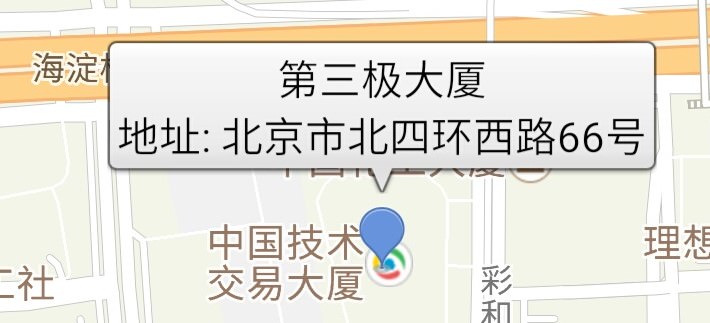 海淀
第三极大厦
地址: 北京市北四环西路66号
中国技术
交易大厦
理想
工社
彩
和